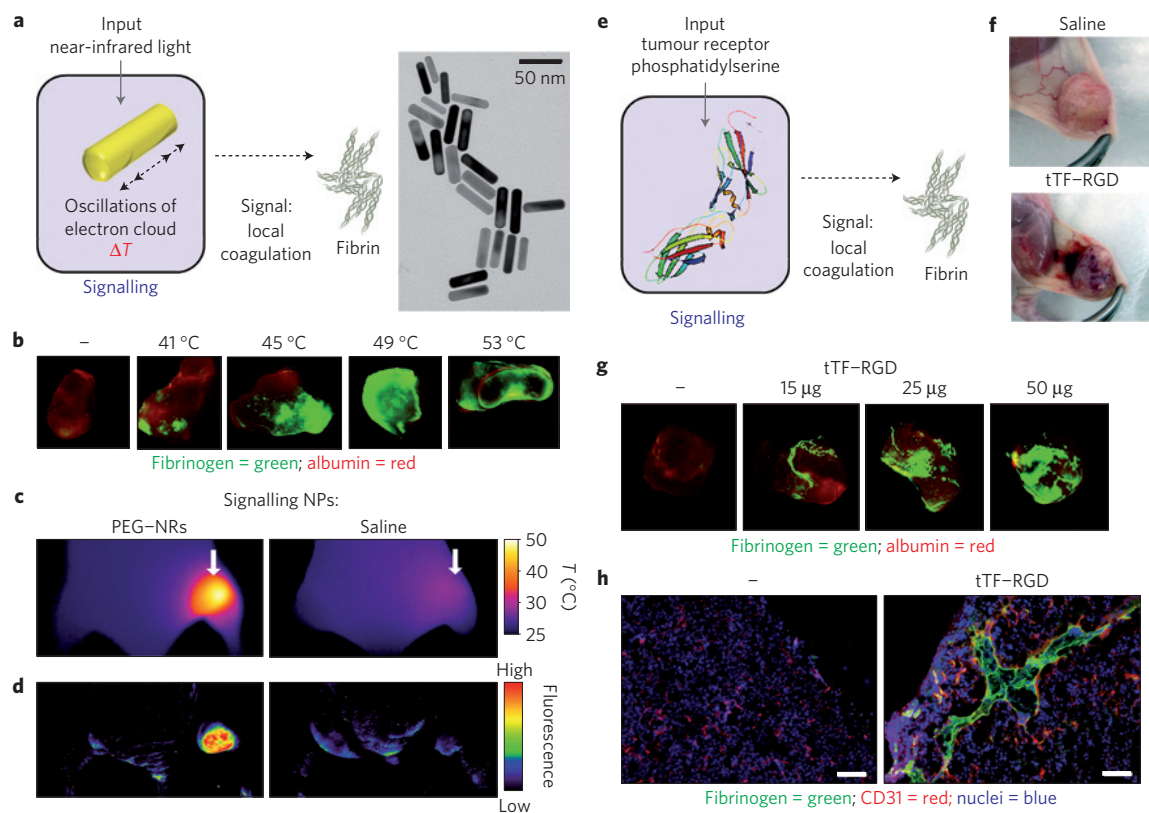 a
Input
near-infrared light
Oscillations of
electron cloud
ΔT
Signalling
Signal:
local
coagulation
Fibrin
50 nm
b
–
41 °C
45 °C
49 °C
53 °C
Fibrinogen = green; albumin = red
c
Signalling NPs:
PEG–NRs
Saline
50
40
30
25
T (°C)
d
High
Fluorescence
Low
e
Input
tumour receptor
phosphatidylserine
Signalling
Signal:
local
coagulation
Fibrin
f
Saline
tTF–RGD
g
tTF–RGD
–
15 μg
25 μg
50 μg
Fibrinogen = green; albumin = red
h
–
tTF–RGD
Fibrinogen = green; CD31 = red; nuclei = blue